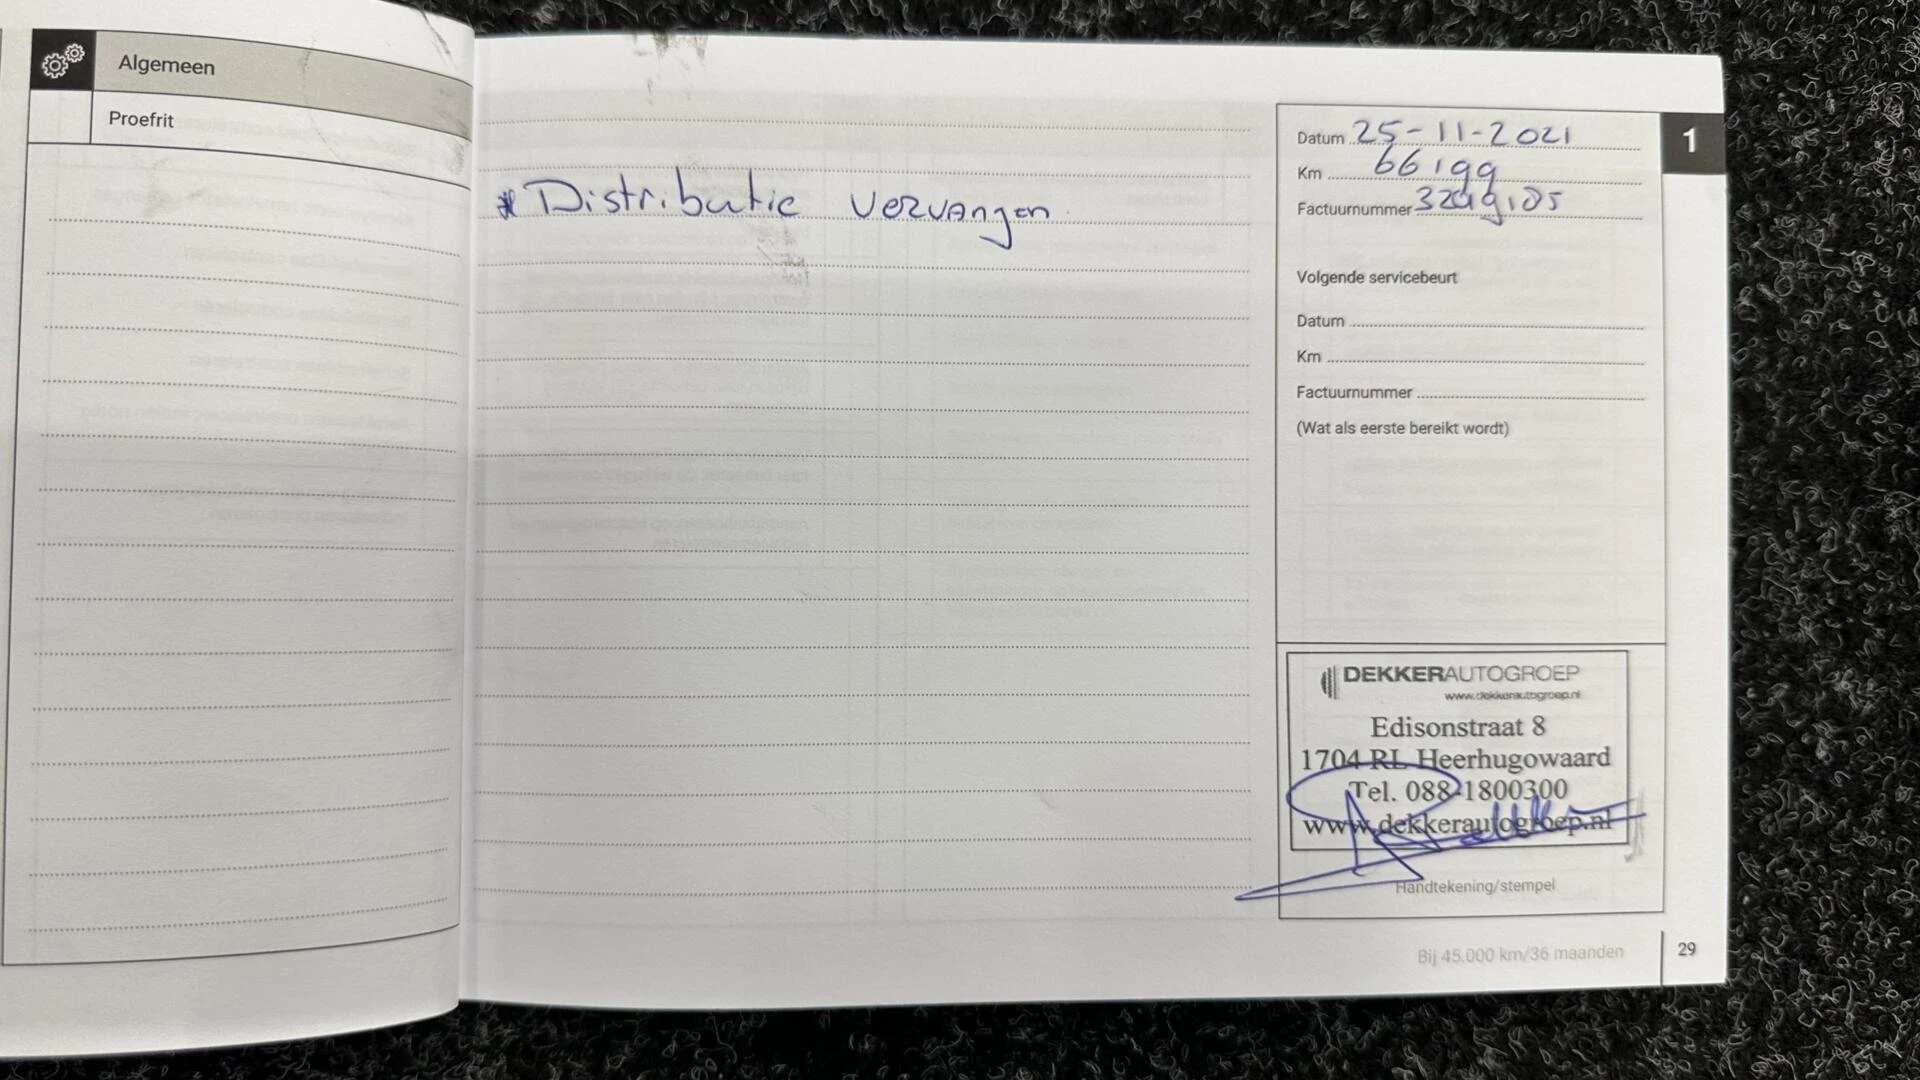 Algemeen
Proefrit
* Distributie vervangen
Datum 25-11-2021
Km 66199
Factuurnummer
Volgende servicebeurt
Datum
Km
Factuurnummer
(Wat als eerste bereikt wordt)
1
DEKKERAUTOGROEP
www.dekkerautogroep.nl
Edisonstraat 8
1704 RL Heerhugowaard
Tel. 088-1800300
www.dekkerautogroep.nl
Handtekening/stempel
Bij 45.000 km/36 maanden
29